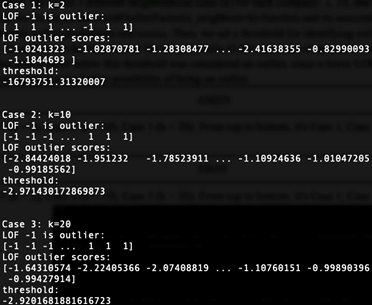 Case 1: k=2
LOF -1 is outlier:
[ 1  1  1 ... -1  1  1]
LOF outlier scores:
[-1.0241323  -1.02870781 -1.28308477 ... -2.41638355 -0.82990093
 -1.1844693 ]
threshold:
-16793751.31320007
Case 2: k=10
LOF -1 is outlier:
[-1 -1 -1 ...  1  1  1]
LOF outlier scores:
[-2.84424018 -1.951232   -1.78523911 ... -1.10924636 -1.01047205
 -0.99185562]
threshold:
-2.971430172869873
Case 3: k=20
LOF -1 is outlier:
[-1 -1 -1 ...  1  1  1]
LOF outlier scores:
[-1.64310574 -2.22405366 -2.07408819 ... -1.10760151 -0.99890396
 -0.99427914]
threshold:
-2.9201681881616723